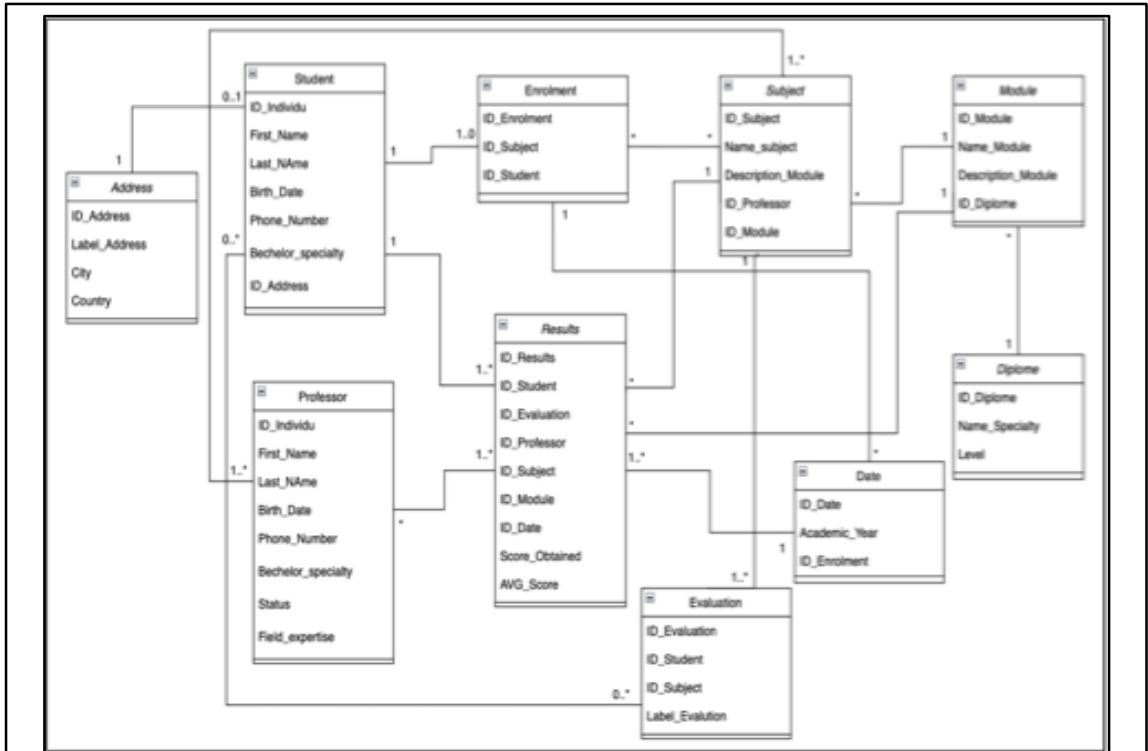 1..*
Student
ID_Individu
First_Name
Last_NAme
Birth_Date
Phone_Number
Bechelor_specialty
ID_Address
0..1
1
1
0..*
1
Address
ID_Address
Label_Address
City
Country
Enrolment
ID_Enrolment
ID_Subject
ID_Student
1..0
*
1
Subject
ID_Subject
Name_subject
Description_Module
ID_Professor
ID_Module
*
1
*
1
Module
ID_Module
Name_Module
Description_Module
ID_Diplome
1
1
*
1
Diplome
ID_Diplome
Name_Specialty
Level
Results
ID_Results
ID_Student
ID_Evaluation
ID_Professor
ID_Subject
ID_Module
ID_Date
Score_Obtained
AVG_Score
1..*
1..*
*
*
1..*
Professor
ID_Individu
First_Name
Last_NAme
Birth_Date
Phone_Number
Bechelor_specialty
Status
Field_expertise
1..*
*
Date
ID_Date
Academic_Year
ID_Enrolment
*
1
1..*
Evaluation
ID_Evaluation
ID_Student
ID_Subject
Label_Evalution
0..*